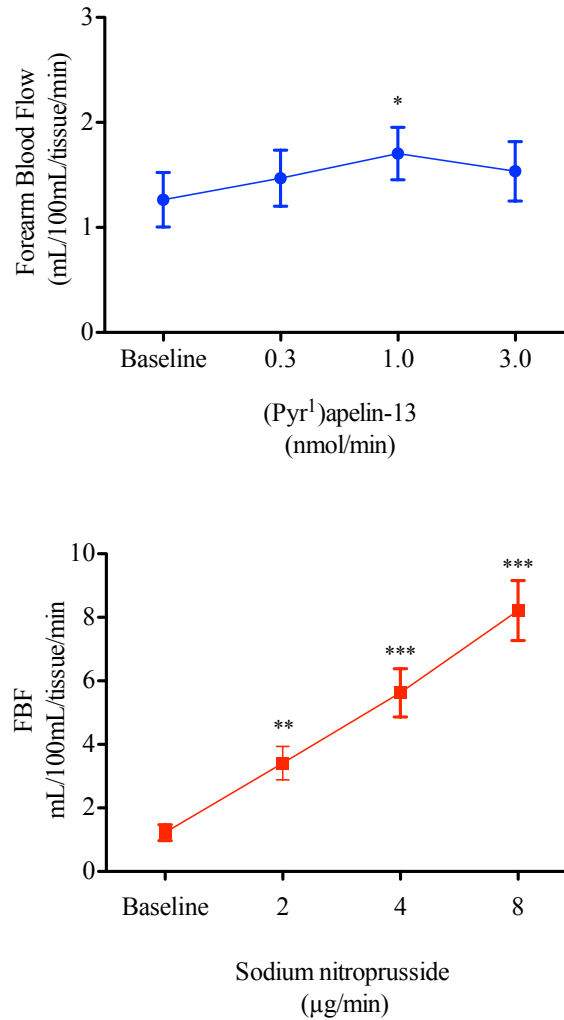 Forearm Blood Flow
(mL/100mL/tissue/min)
3
2
1
0
*
Baseline 0.3 1.0 3.0
(Pyr¹)apelin-13
(nmol/min)
FBF
mL/100mL/tissue/min
10
8
6
4
2
0
**
***
***
Baseline 2 4 8
Sodium nitroprusside
(µg/min)